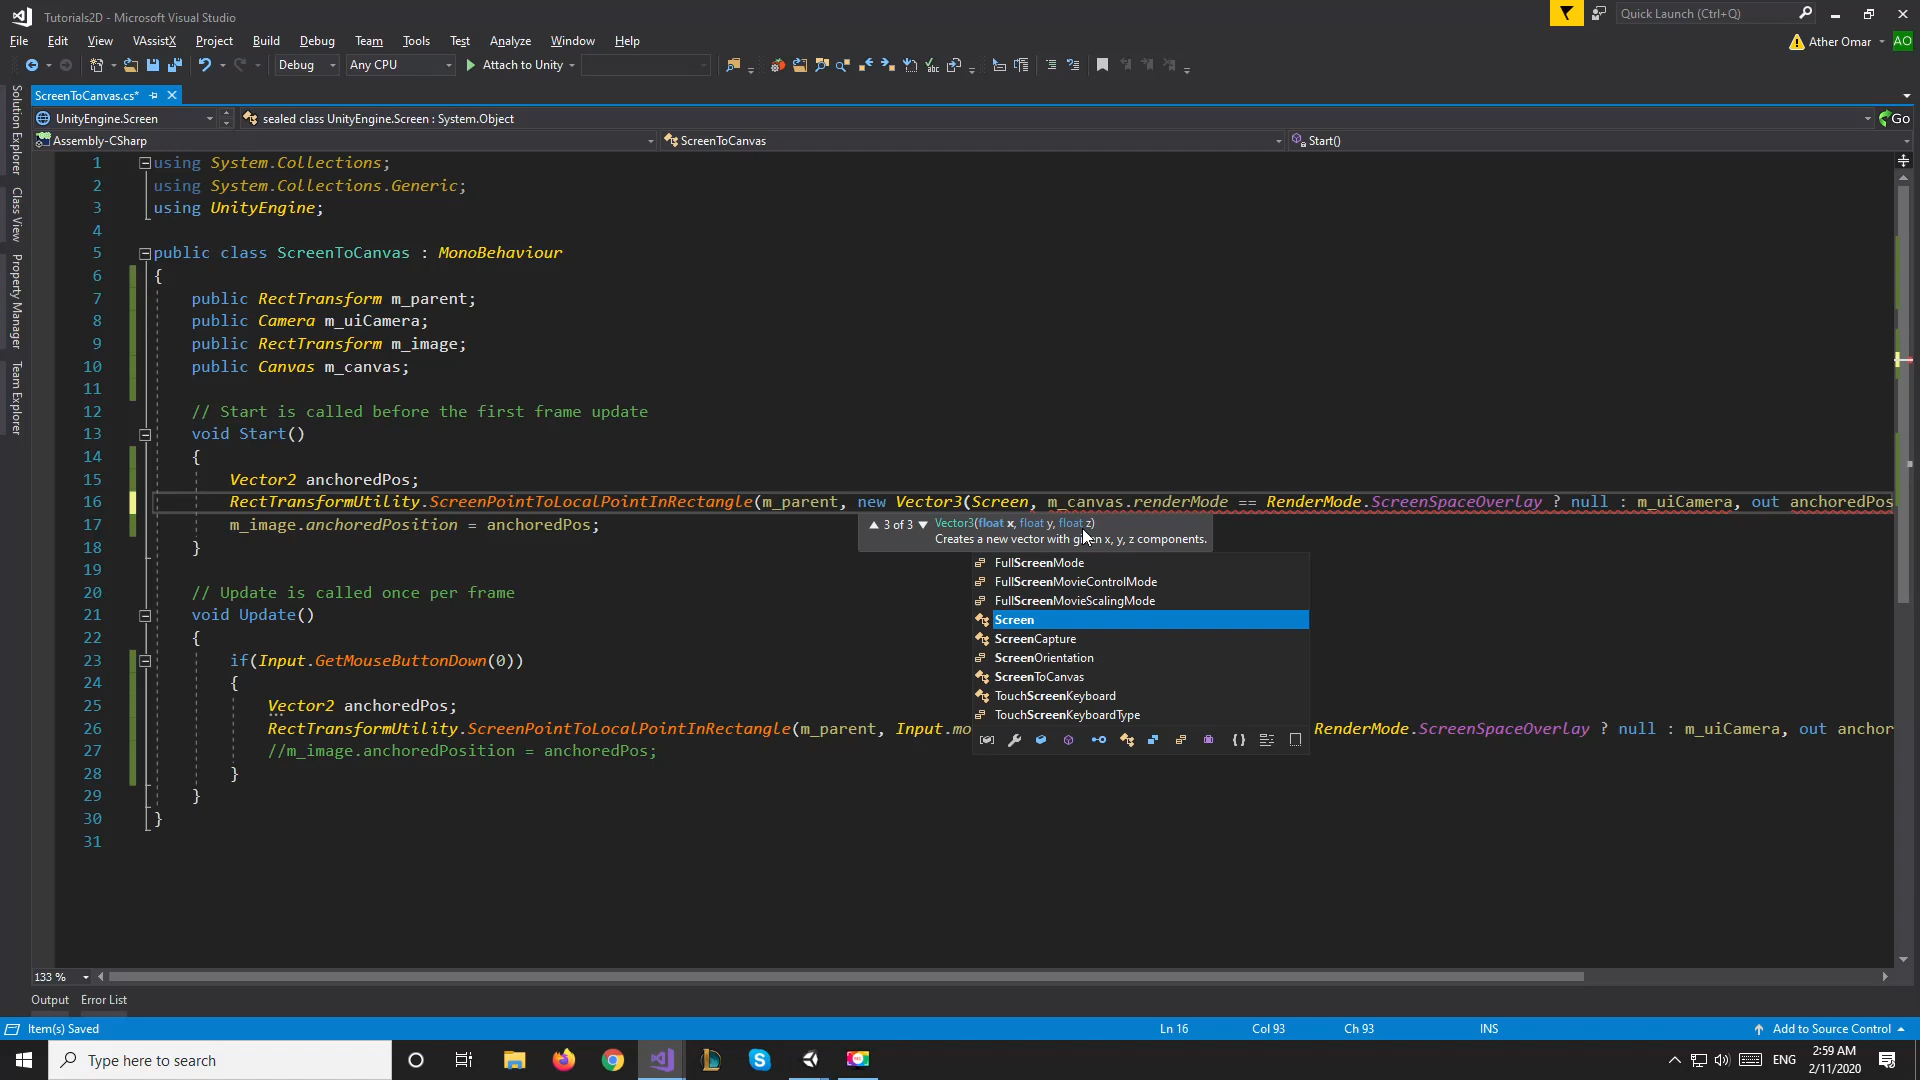 Tutorials2D - Microsoft Visual Studio
Quick Launch (Ctrl+Q)
File Edit View VAssistX Project Build Debug Team Tools Test Analyze Window Help
Ather Omar AO
Debug Any CPU Attach to Unity
ScreenToCanvas.cs*
UnityEngine.Screen sealed class UnityEngine.Screen : System.Object Go
Assembly-CSharp ScreenToCanvas Start()
Solution Explorer
Class View
Property Manager
Team Explorer
1 using System.Collections;
2 using System.Collections.Generic;
3 using UnityEngine;
4
5 public class ScreenToCanvas : MonoBehaviour
6 {
7 public RectTransform m_parent;
8 public Camera m_uiCamera;
9 public RectTransform m_image;
10 public Canvas m_canvas;
11
12 // Start is called before the first frame update
13 void Start()
14 {
15 Vector2 anchoredPos;
16 RectTransformUtility.ScreenPointToLocalPointInRectangle(m_parent, new Vector3(Screen, m_canvas.renderMode == RenderMode.ScreenSpaceOverlay ? null : m_uiCamera, out anchoredPos
17 m_image.anchoredPosition = anchoredPos;
3 of 3 Vector3(float x, float y, float z)
Creates a new vector with given x, y, z components.
18 }
FullScreenMode
FullScreenMovieControlMode
FullScreenMovieScalingMode
Screen
ScreenCapture
ScreenOrientation
ScreenToCanvas
TouchScreenKeyboard
TouchScreenKeyboardType
19
20 // Update is called once per frame
21 void Update()
22 {
23 if(Input.GetMouseButtonDown(0))
24 {
25 Vector2 anchoredPos;
26 RectTransformUtility.ScreenPointToLocalPointInRectangle(m_parent, Input.mo RenderMode.ScreenSpaceOverlay ? null : m_uiCamera, out anchor
27 //m_image.anchoredPosition = anchoredPos;
28 }
29 }
30 }
31
133 %
Output Error List
Item(s) Saved Ln 16 Col 93 Ch 93 INS Add to Source Control
Type here to search
ENG 2:59 AM
2/11/2020